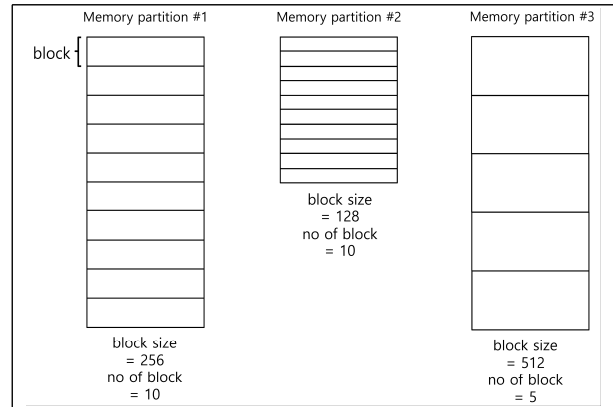 Memory partition #1
Memory partition #2
Memory partition #3
block
block size
= 128
no of block
= 10
block size
= 256
no of block
= 10
block size
= 512
no of block
= 5